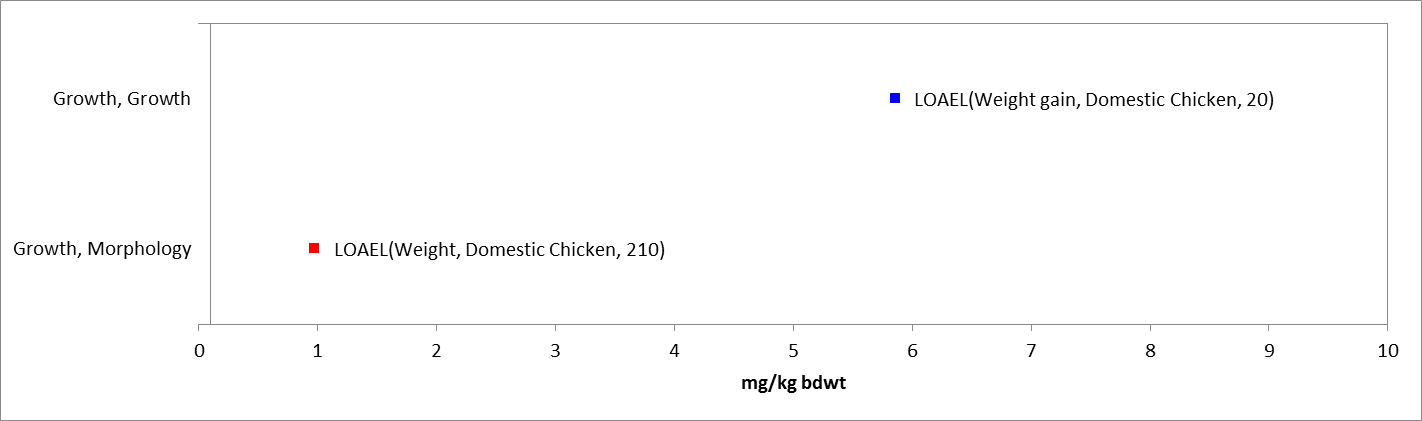 Growth, Growth
LOAEL(Weight gain, Domestic Chicken, 20)
Growth, Morphology
LOAEL(Weight, Domestic Chicken, 210)
0 1 2 3 4 5 6 7 8 9 10
mg/kg bdwt